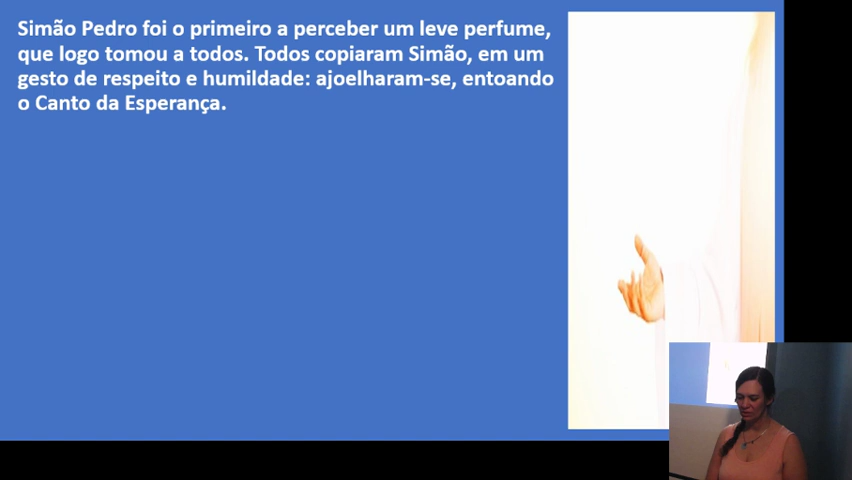 Simão Pedro foi o primeiro a perceber um leve perfume,
que logo tomou a todos. Todos copiaram Simão, em um
gesto de respeito e humildade: ajoelharam-se, entoando
o Canto da Esperança.